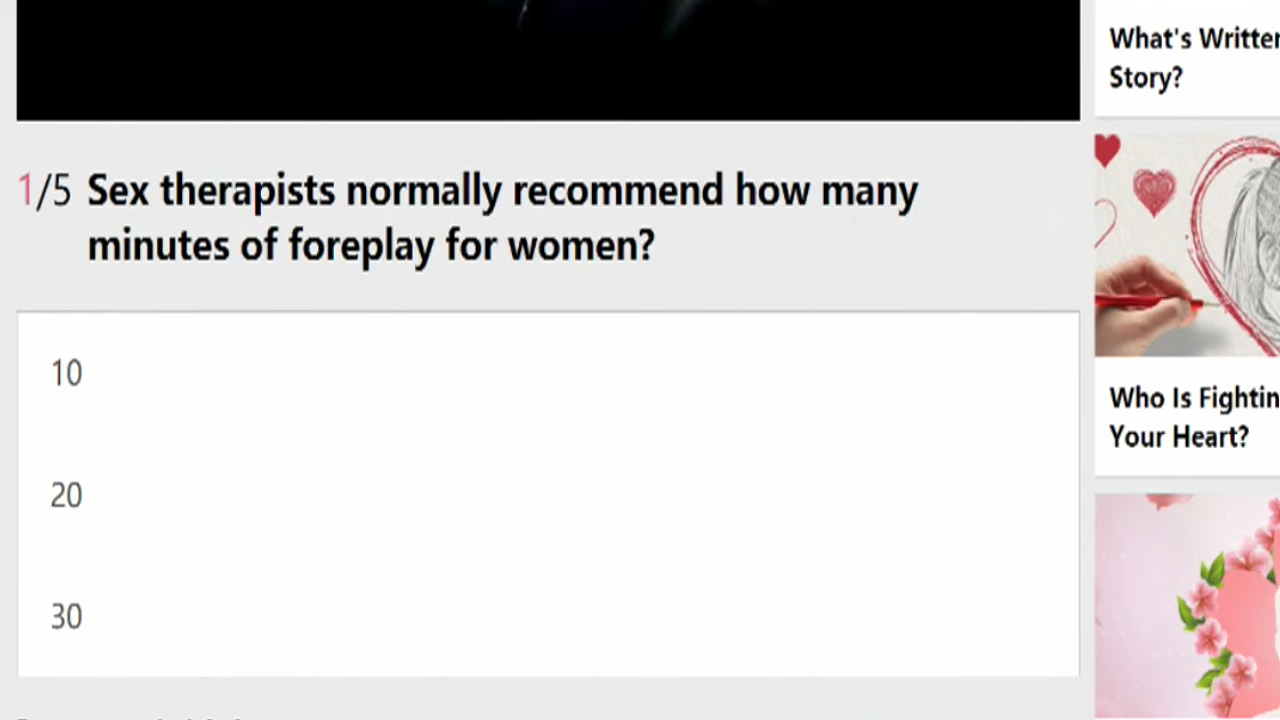 What's Written
Story?
1/5 Sex therapists normally recommend how many
minutes of foreplay for women?
10
20
30
Who Is Fightin
Your Heart?